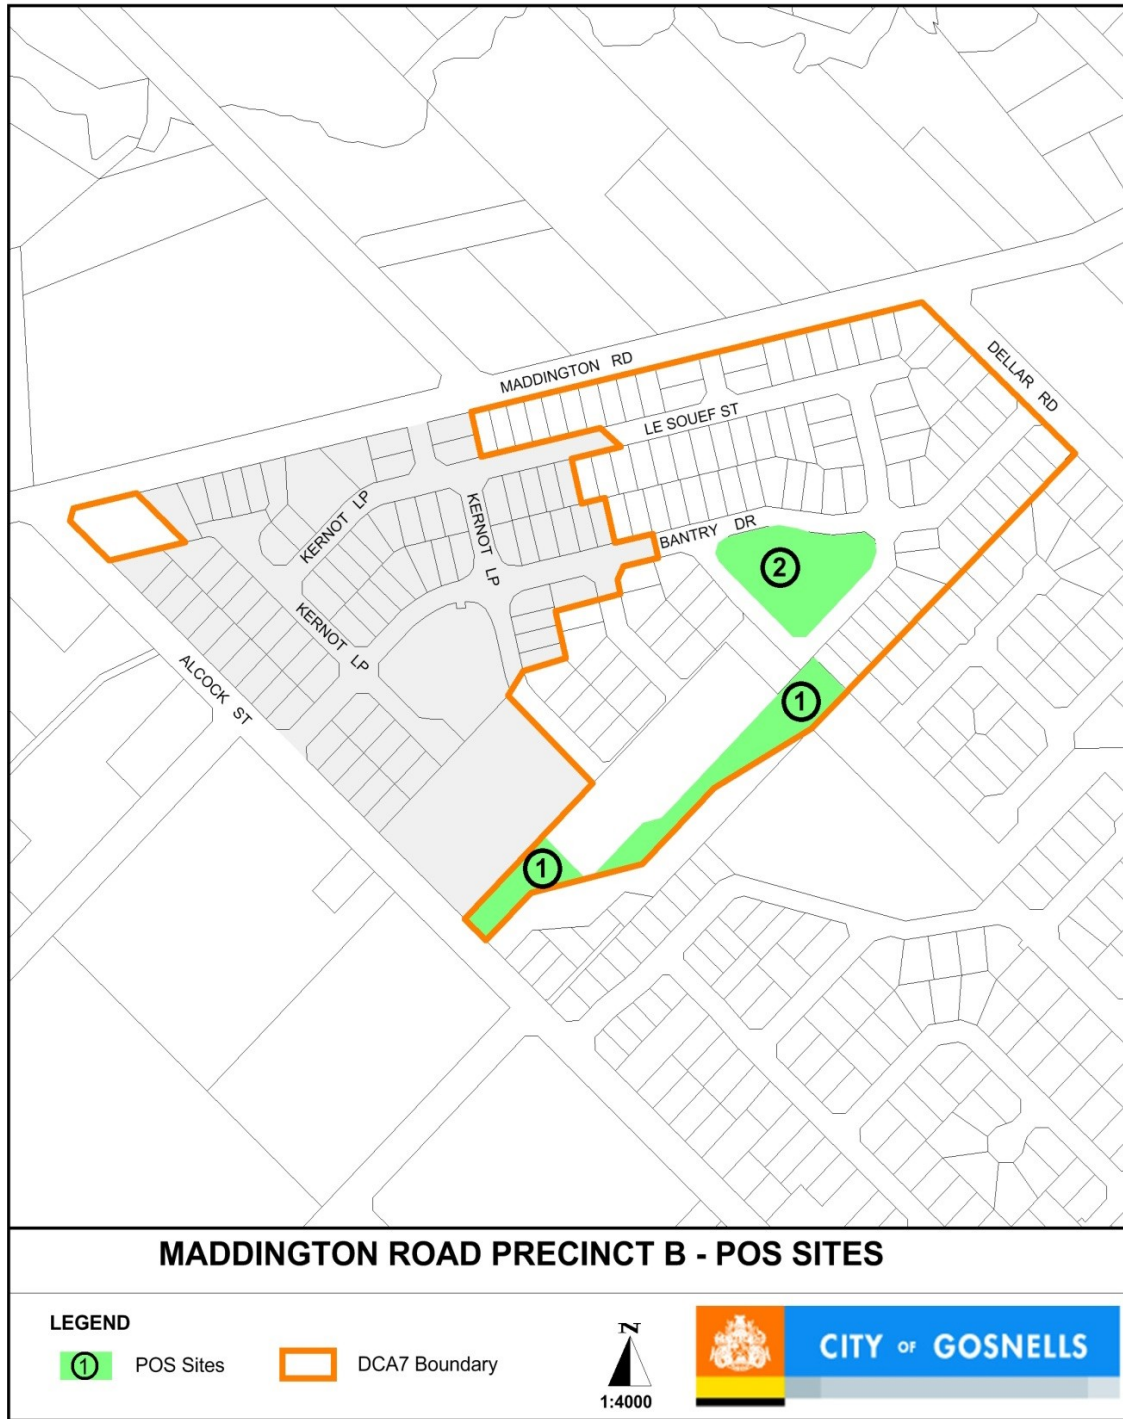 MADDINGTON RD
DELLAR RD
LE SOUEF ST
KERNOT LP
KERNOT LP
BANTRY DR
2
KERNOT LP
ALCOCK ST
1
1
MADDINGTON ROAD PRECINCT B - POS SITES
LEGEND
1 POS Sites
DCA7 Boundary
N
1:4000
CITY OF GOSNELLS